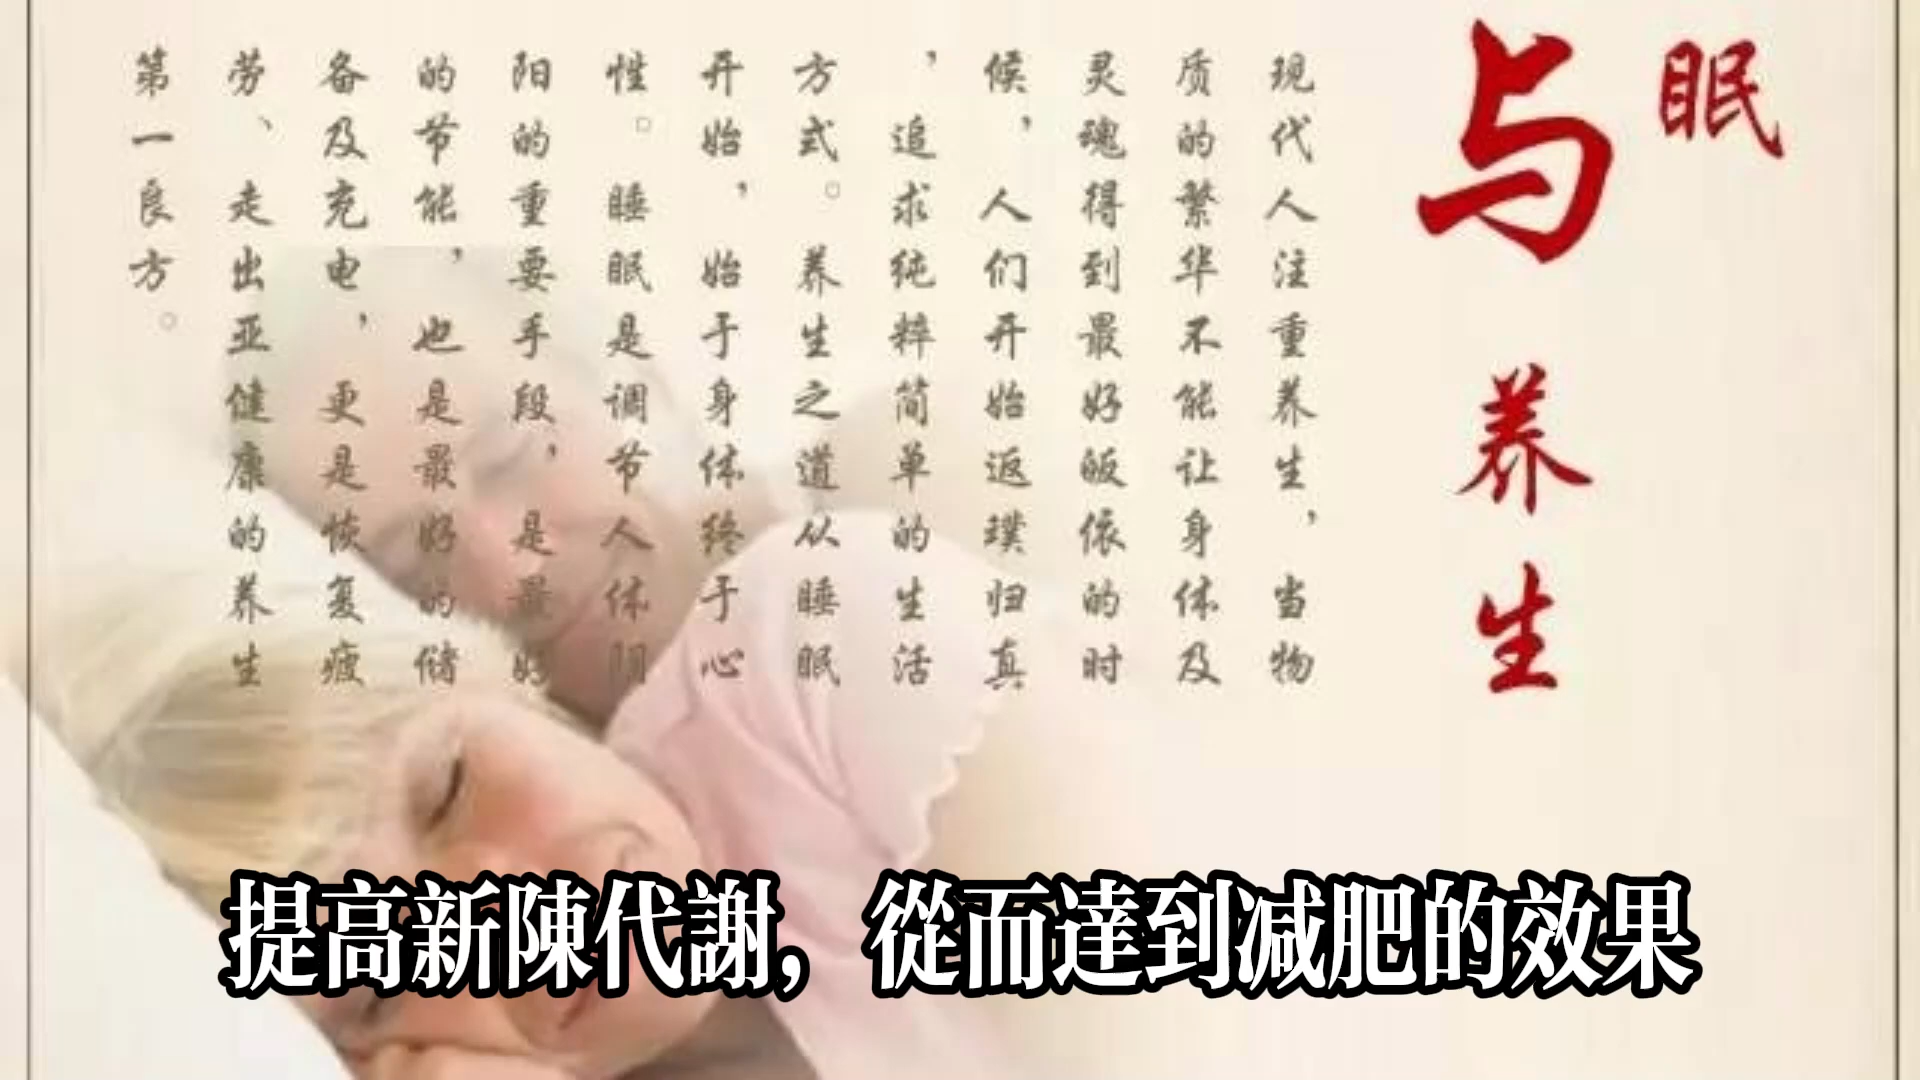 眠
与
养
生
现代人注重养生，当物
质的繁华不能让身体及
灵魂得到最好皈依的时
候，人们开始返璞归真
，追求纯粹简单的生活
方式。养生之道从睡眠
开始，始于身体终于心
性。睡眠是调节人体阴
阳的重要手段，是最好
的节能，也是最好的储
备及充电，更是恢复疲
劳、走出亚健康的养生
第一良方。
提高新陳代謝，從而達到减肥的效果